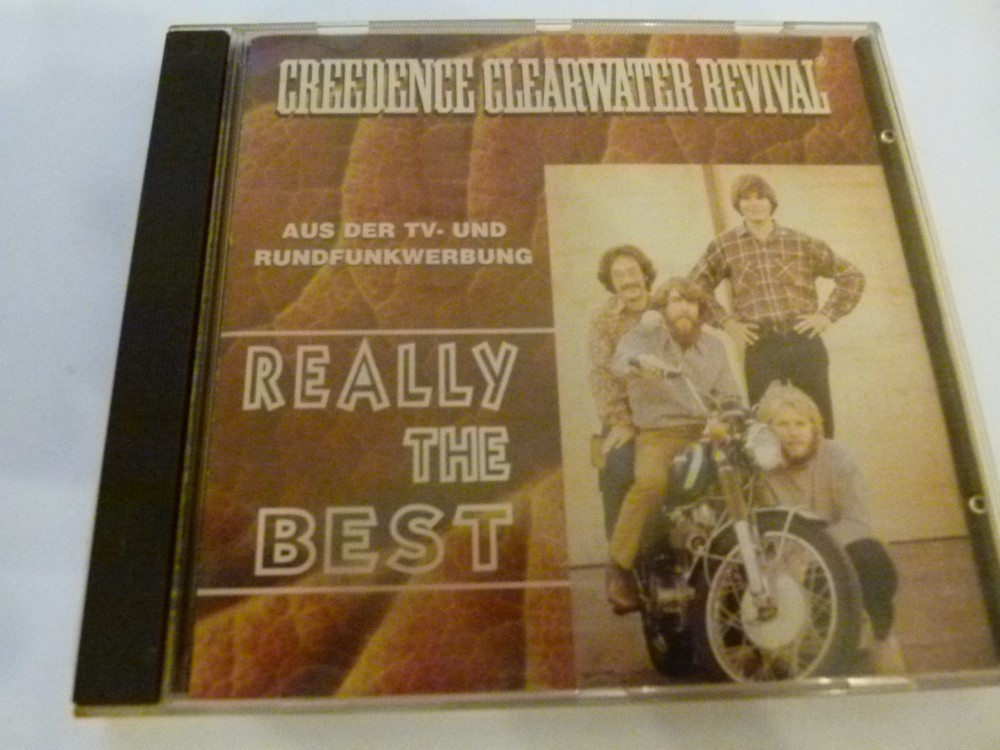 CREEDENCE CLEARWATER REVIVAL
AUS DER TV- UND
RUNDFUNKWERBUNG
REALLY
THE
BEST